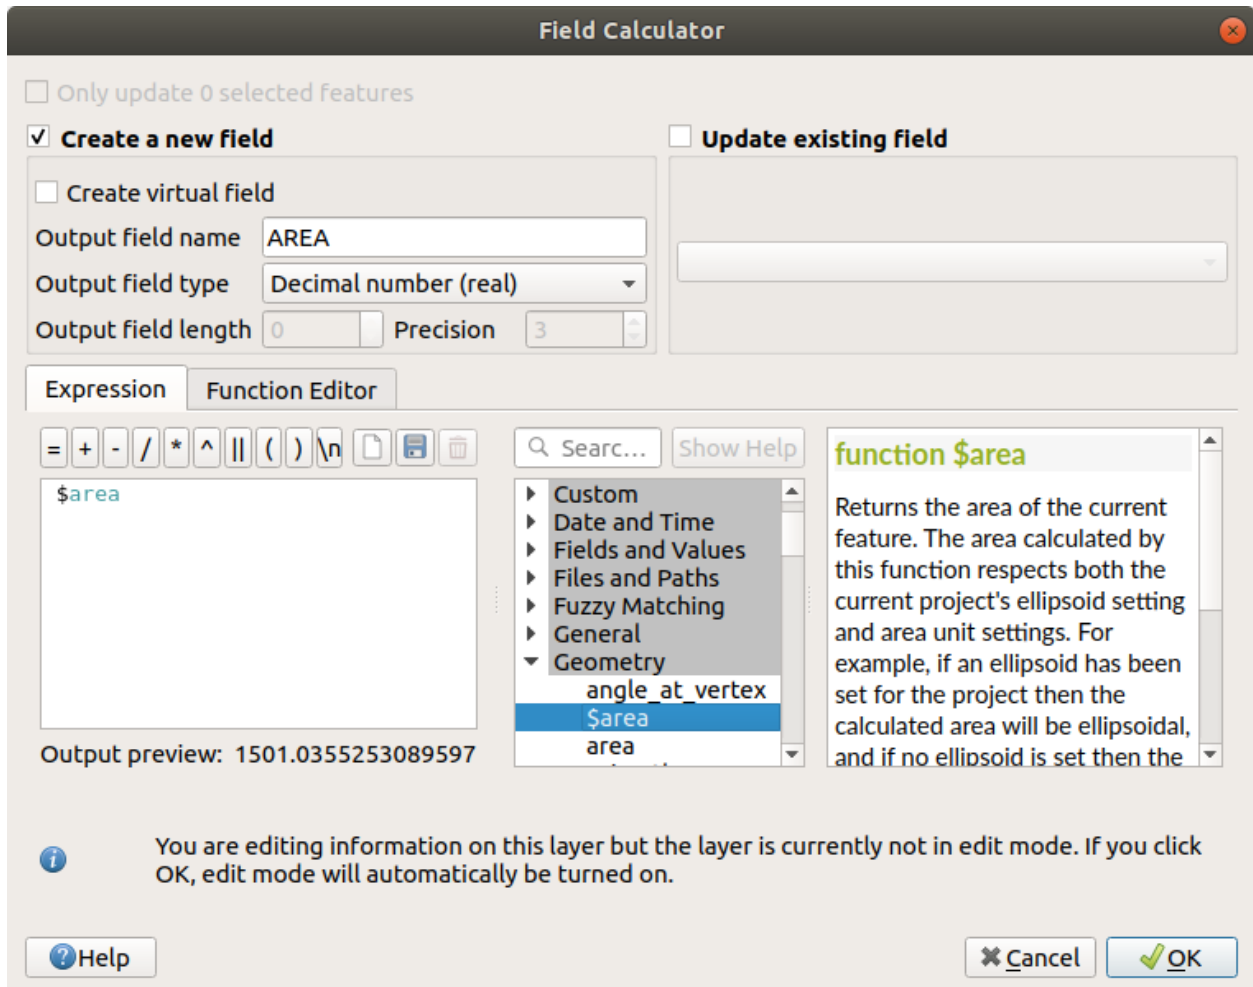 Field Calculator
Only update 0 selected features
Create a new field
Update existing field
Create virtual field
Output field name AREA
Output field type Decimal number (real)
Output field length 0 Precision 3
Expression Function Editor
= + - / * ^ || ( ) \n
Searc... Show Help
$area
Custom
Date and Time
Fields and Values
Files and Paths
Fuzzy Matching
General
Geometry
angle_at_vertex
$area
area
function $area
Returns the area of the current
feature. The area calculated by
this function respects both the
current project's ellipsoid setting
and area unit settings. For
example, if an ellipsoid has been
set for the project then the
calculated area will be ellipsoidal,
and if no ellipsoid is set then the
Output preview: 1501.0355253089597
You are editing information on this layer but the layer is currently not in edit mode. If you click
OK, edit mode will automatically be turned on.
Help Cancel OK